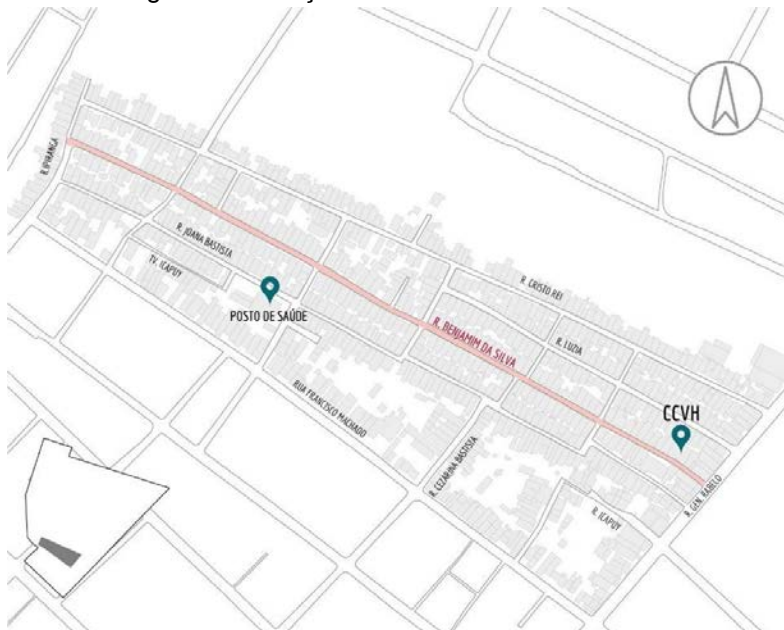 R. IPIRANGA
R. JOANA BASTISTA
TV. ICAPUY
POSTO DE SAÚDE
R. CRISTO REI
R. BENJAMIM DA SILVA
R. LUZIA
RUA FRANCISCO MACHADO
CCVH
R. CEZARINA BASTISTA
R. GEN. RABELO
R. ICAPUY